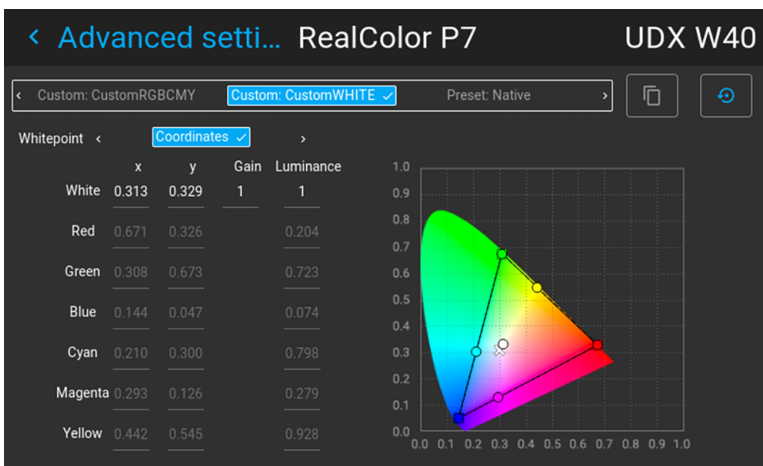 ‹ Advanced setti... RealColor P7 UDX W40
‹ Custom: CustomRGBCMY Custom: CustomWHITE ✓ Preset: Native ›
Whitepoint ‹ Coordinates ✓ ›
x y Gain Luminance
White 0.313 0.329 1 1
Red 0.671 0.326 0.204
Green 0.308 0.673 0.723
Blue 0.144 0.047 0.074
Cyan 0.210 0.300 0.798
Magenta 0.293 0.126 0.279
Yellow 0.442 0.545 0.928
1.0
0.9
0.8
0.7
0.6
0.5
0.4
0.3
0.2
0.1
0.0
0.0 0.1 0.2 0.3 0.4 0.5 0.6 0.7 0.8 0.9 1.0